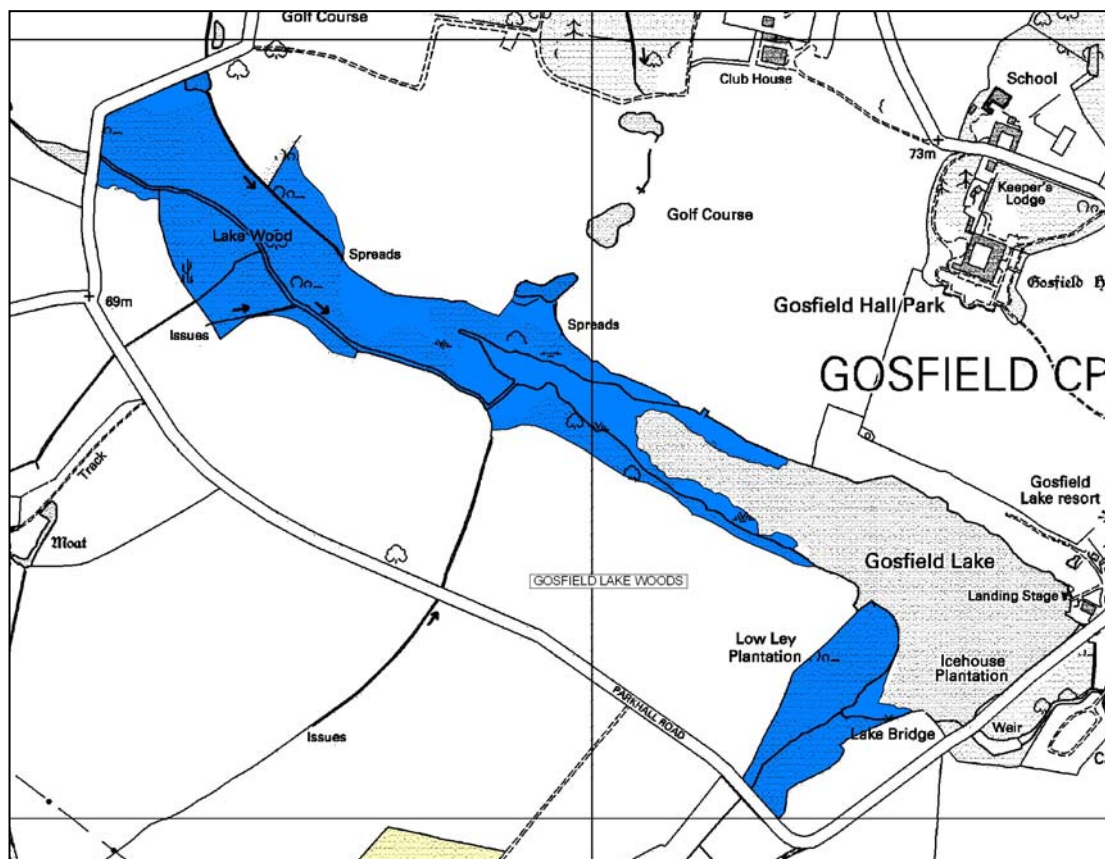 Golf Course
Club House
School
73m
Keeper's
Lodge
Golf Course
Lake Wood
Spreads
Gosfield H
Gosfield Hall Park
69m
Issues
Spreads
GOSFIELD CP
Track
Gosfield
Lake resort
Moat
Gosfield Lake
GOSFIELD LAKE WOODS
Landing Stage
Low Ley
Plantation
Icehouse
Plantation
PARKHALL ROAD
Issues
Lake Bridge
Weir
C